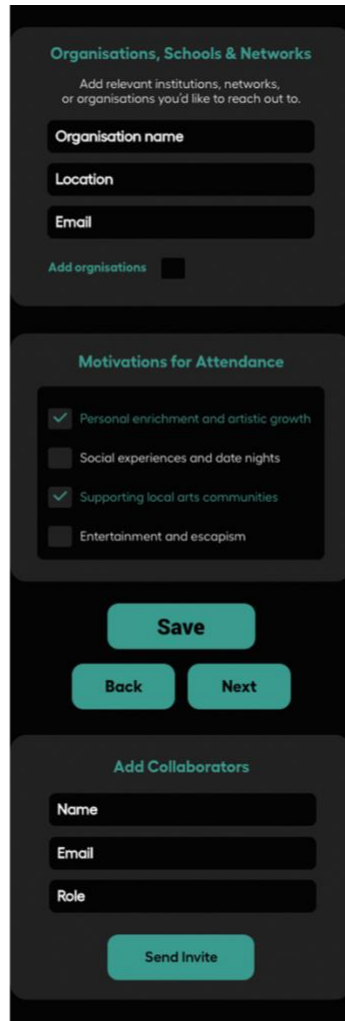 Organisations, Schools & Networks
Add relevant institutions, networks,
or organisations you'd like to reach out to.
Organisation name
Location
Email
Add orgnisations
Motivations for Attendance
Personal enrichment and artistic growth
Social experiences and date nights
Supporting local arts communities
Entertainment and escapism
Save
Back Next
Add Collaborators
Name
Email
Role
Send Invite